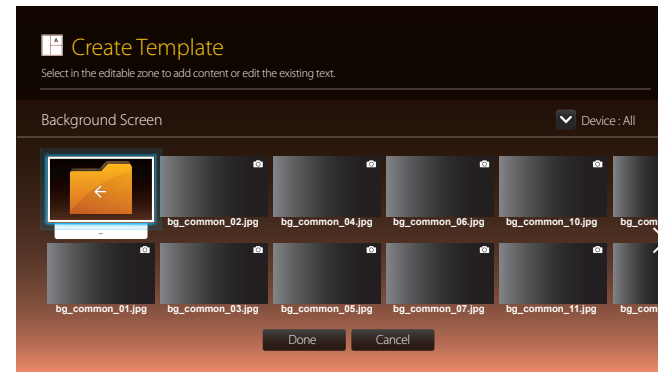 A
Create Template
Select in the editable zone to add content or edit the existing text.
Background Screen
Device : All
..
bg_common_02.jpg
bg_common_04.jpg
bg_common_06.jpg
bg_common_10.jpg
bg_com
bg_common_01.jpg
bg_common_03.jpg
bg_common_05.jpg
bg_common_07.jpg
bg_common_11.jpg
bg_com
Done
Cancel